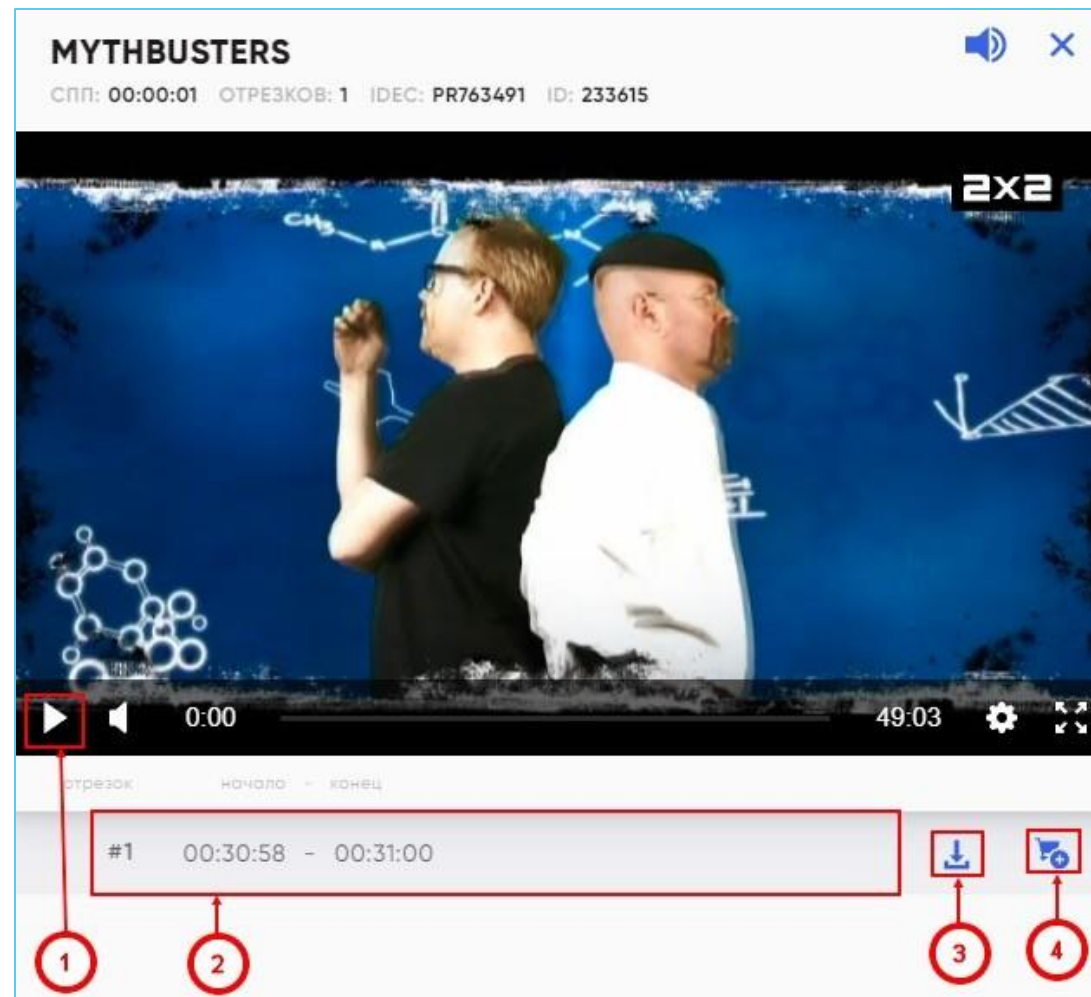 MYTHBUSTERS
СПП: 00:00:01 ОТРЕЗКОВ: 1 IDEC: PR763491 ID: 233615
2x2
CH₃
0:00 49:03
отрезок начало - конец
#1 00:30:58 - 00:31:00
1 2 3 4